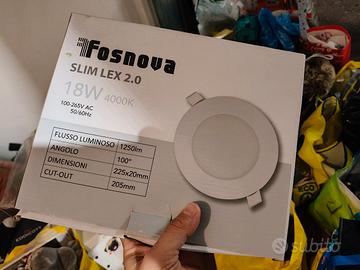 Fosnova
SLIM LEX 2.0
18W 4000K
100-265V AC
50/60Hz
FLUSSO LUMINOSO 1250lm
ANGOLO 100°
DIMENSIONI 225x20mm
CUT-OUT 205mm
subito